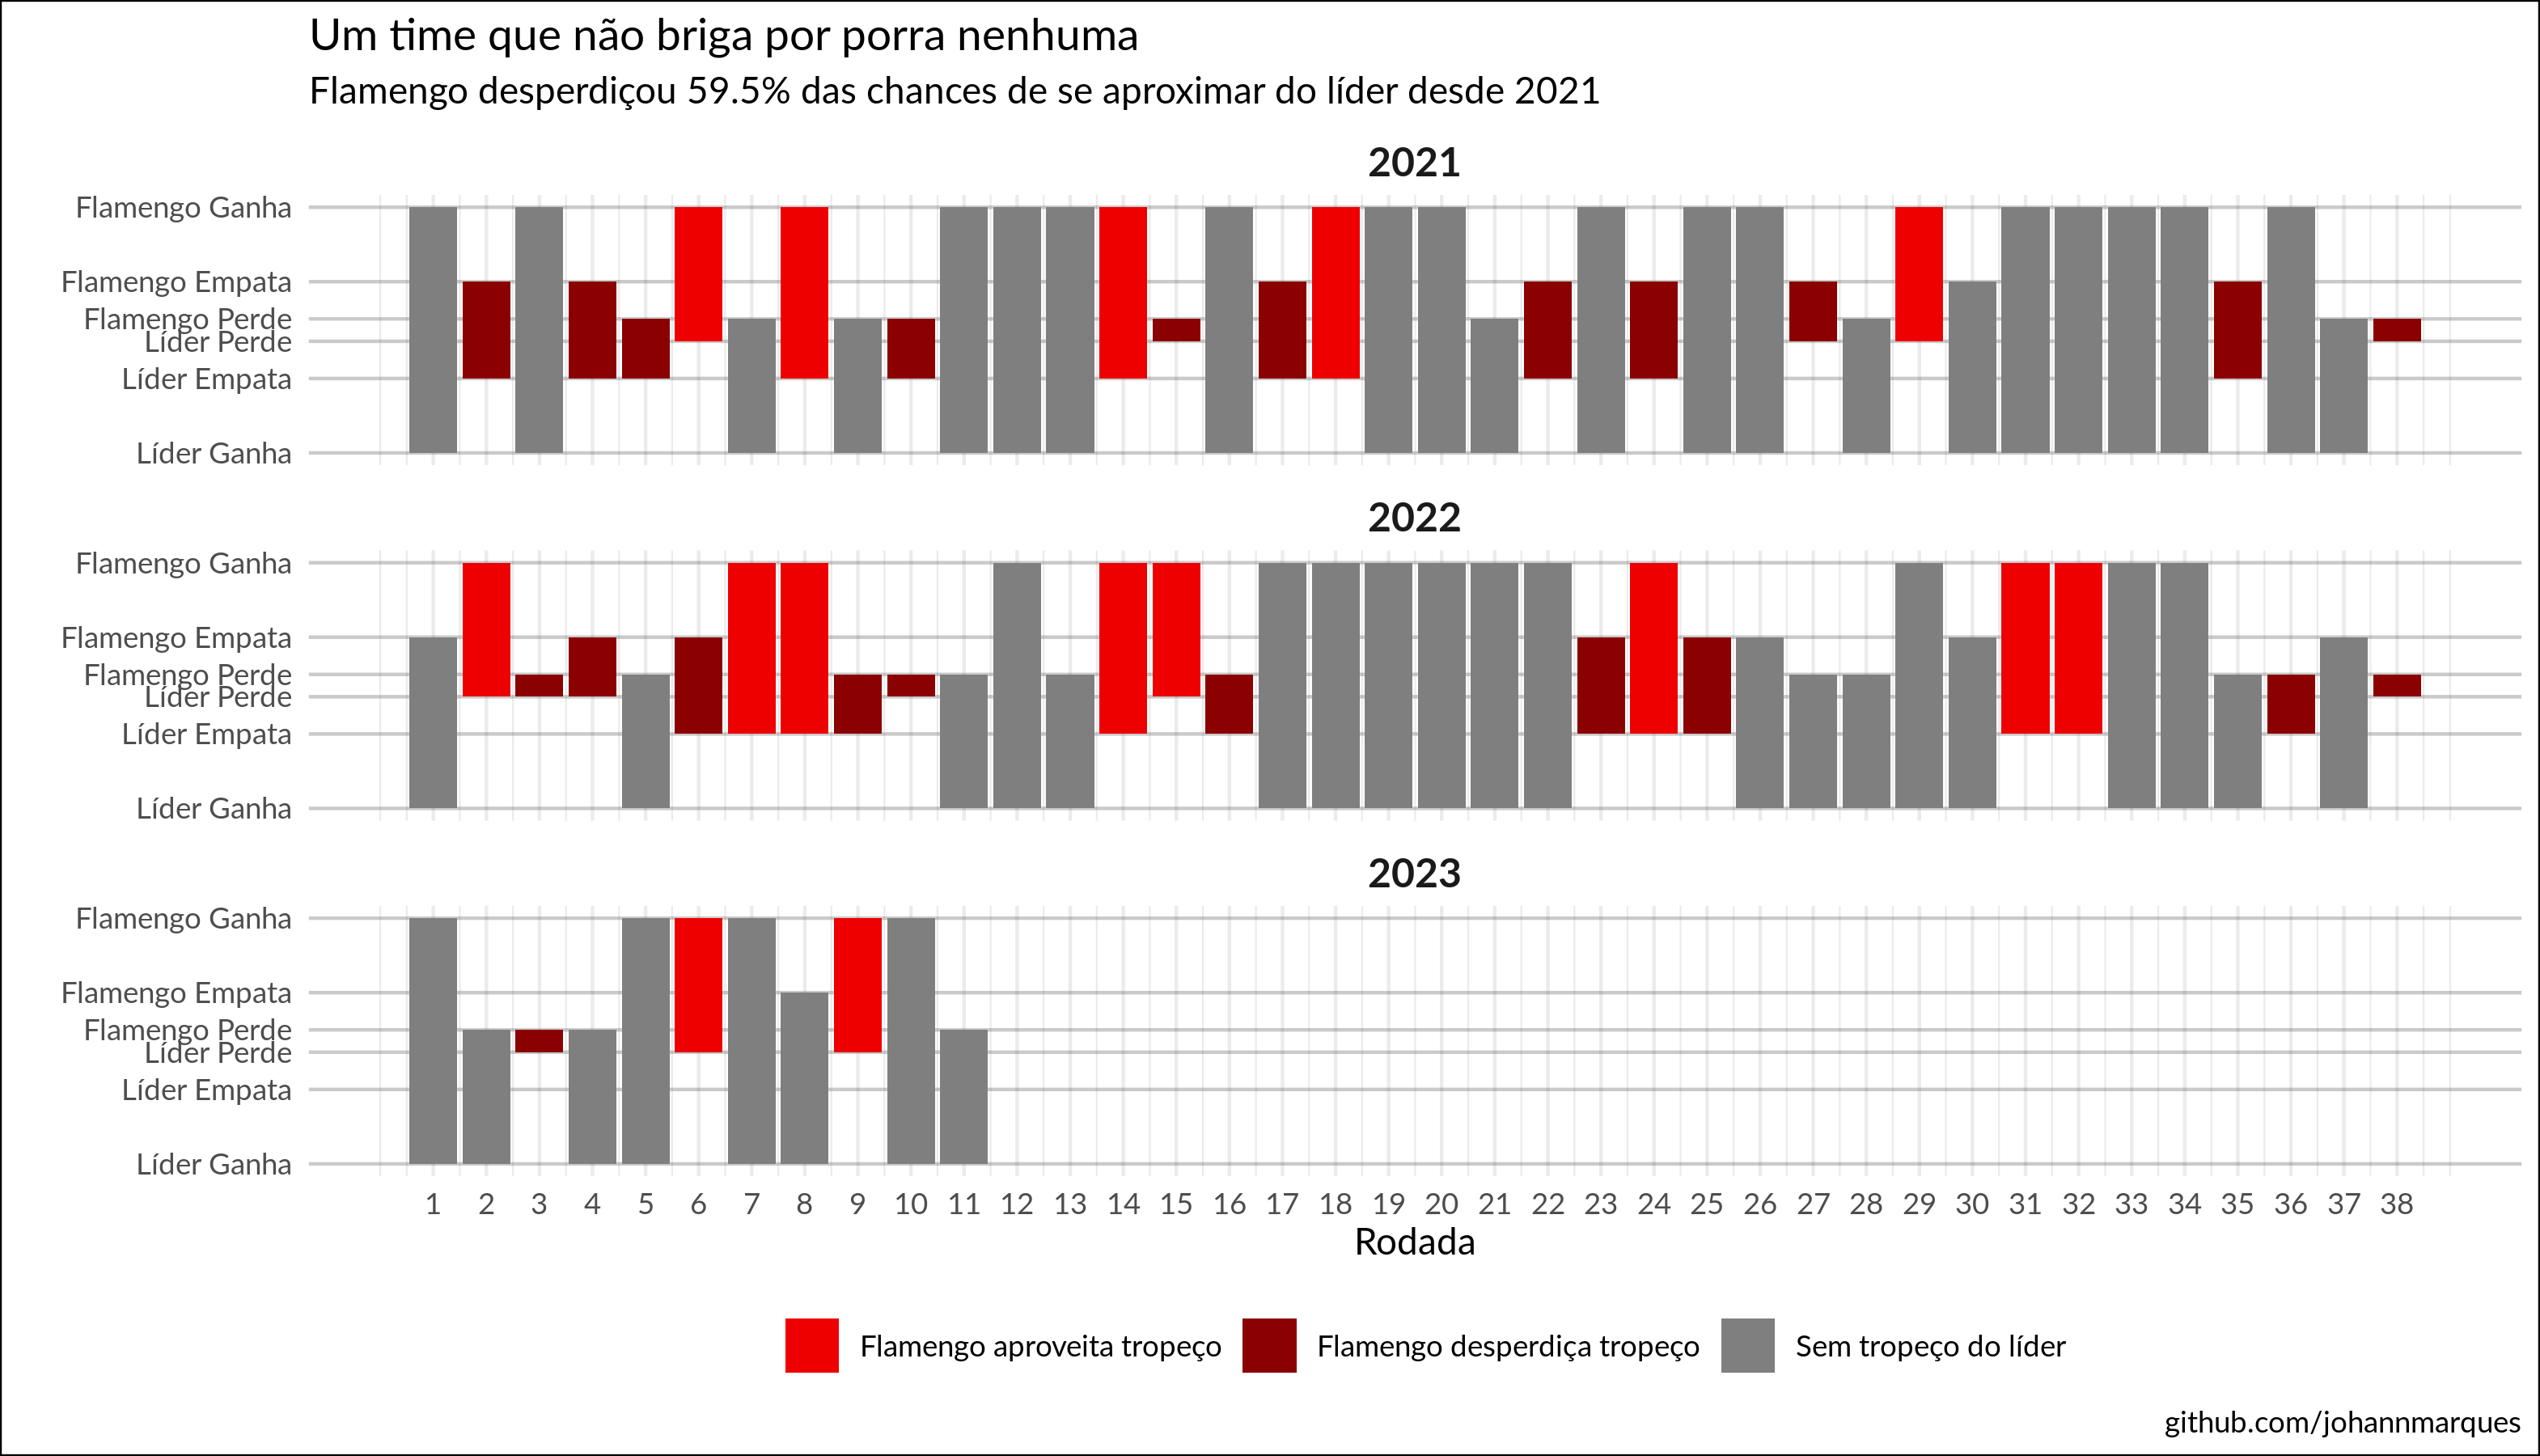 Um time que não briga por porra nenhuma
Flamengo desperdiçou 59.5% das chances de se aproximar do líder desde 2021
2021
Flamengo Ganha
Flamengo Empata
Flamengo Perde
Líder Perde
Líder Empata
Líder Ganha
2022
Flamengo Ganha
Flamengo Empata
Flamengo Perde
Líder Perde
Líder Empata
Líder Ganha
2023
Flamengo Ganha
Flamengo Empata
Flamengo Perde
Líder Perde
Líder Empata
Líder Ganha
1 2 3 4 5 6 7 8 9 10 11 12 13 14 15 16 17 18 19 20 21 22 23 24 25 26 27 28 29 30 31 32 33 34 35 36 37 38
Rodada
Flamengo aproveita tropeço Flamengo desperdiça tropeço Sem tropeço do líder
github.com/johannmarques